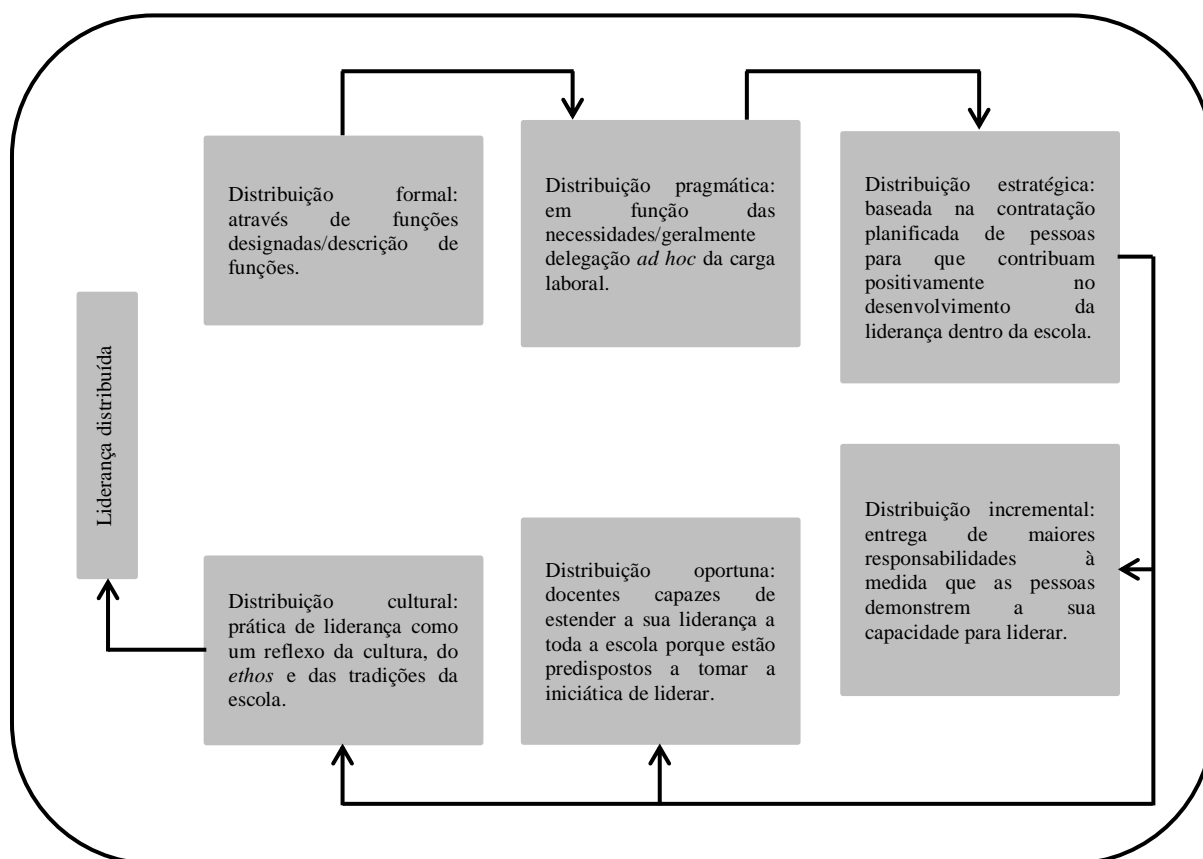 Distribuição formal:
através de funções
designadas/descrição de
funções.
Distribuição pragmática:
em função das
necessidades/geralmente
delegação ad hoc da carga
laboral.
Distribuição estratégica:
baseada na contratação
planificada de pessoas
para que contribuam
positivamente no
desenvolvimento da
liderança dentro da escola.
Liderança distribuída
Distribuição cultural:
prática de liderança como
um reflexo da cultura, do
ethos e das tradições da
escola.
Distribuição oportuna:
docentes capazes de
estender a sua liderança a
toda a escola porque estão
predispostos a tomar a
iniciática de liderar.
Distribuição incremental:
entrega de maiores
responsabilidades à
medida que as pessoas
demonstrem a sua
capacidade para liderar.